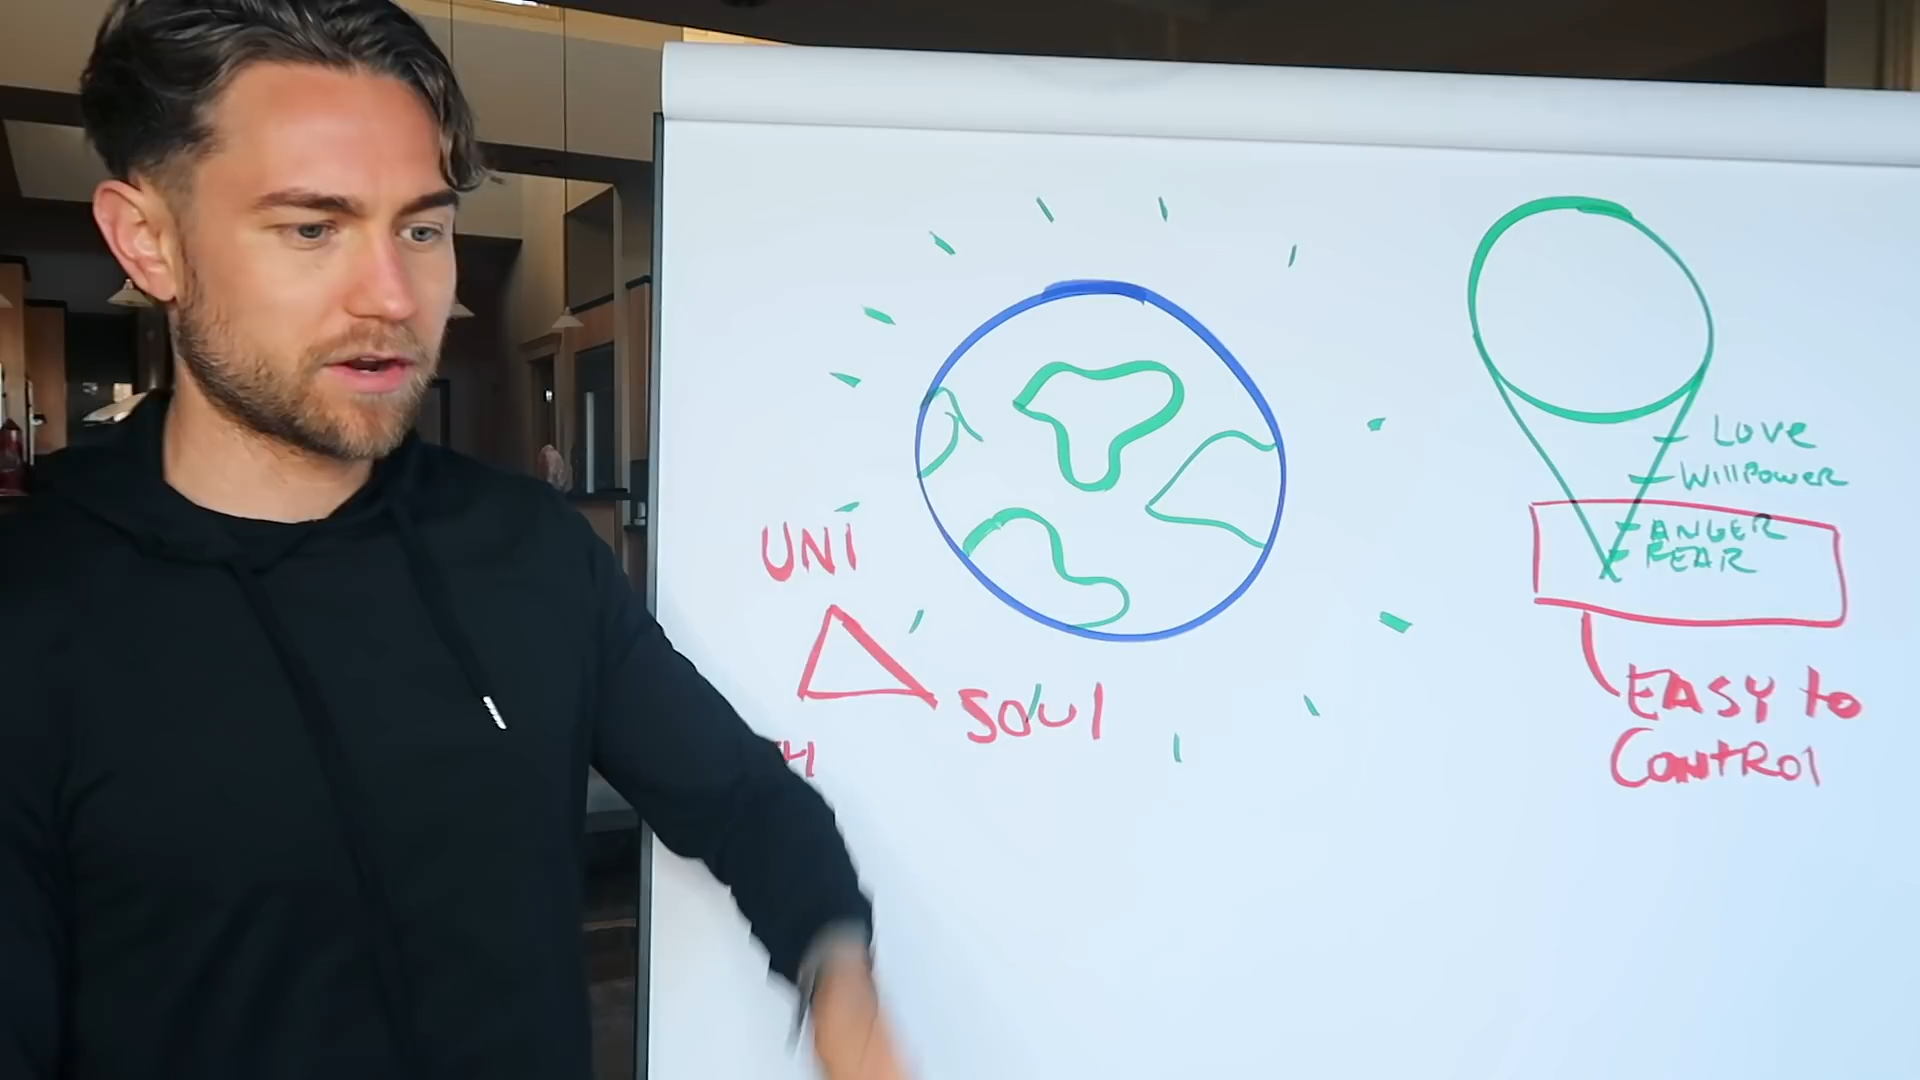 UNI
SOUl
H
Love
WillPower
ANGER
FEAR
EASY to
CONtROl